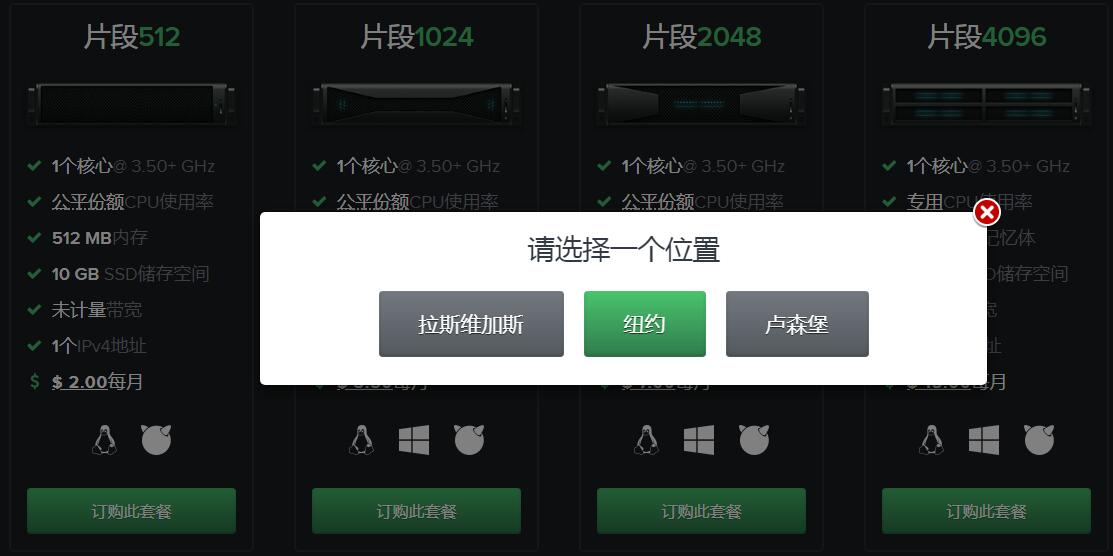 片段512
片段1024
片段2048
片段4096
1个核心@ 3.50+ GHz
1个核心@ 3.50+ GHz
1个核心@ 3.50+ GHz
1个核心@ 3.50+ GHz
公平份额CPU使用率
公平份额CPU使用率
公平份额CPU使用率
专用CPU使用率
请选择一个位置
拉斯维加斯
纽约
卢森堡
512 MB内存
记忆体
10 GB SSD储存空间
储存空间
未计量带宽
宽
1个IPv4地址
址
$ 2.00每月
每月
订购此套餐
订购此套餐
订购此套餐
订购此套餐